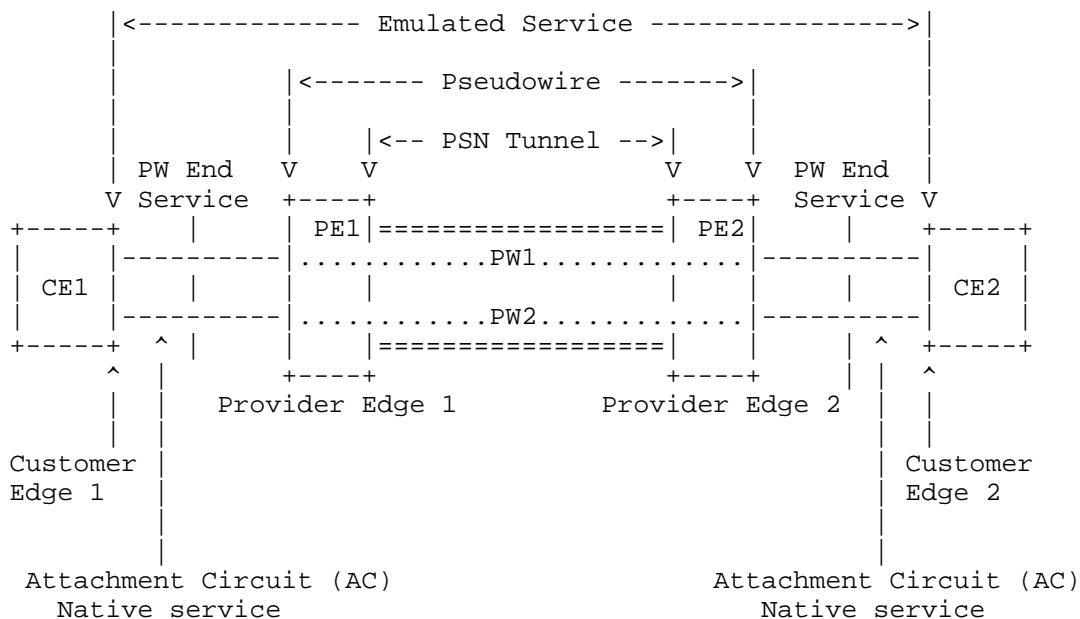 |<-------------- Emulated Service ---------------->|
| |
| |<------- Pseudowire ------->| |
| | | |
| | |<-- PSN Tunnel -->| | |
| PW End V V V V PW End |
V Service +----+ +----+ Service V
+-----+ | | PE1|==================| PE2| | +-----+
| |----------|............PW1.............|----------| |
| CE1 | | | | | | | | CE2 |
| |----------|............PW2.............|----------| |
+-----+ ^ | | |==================| | | ^ +-----+
^ | +----+ +----+ | | ^
| | Provider Edge 1 Provider Edge 2 | |
| | | |
Customer | | Customer
Edge 1 | | Edge 2
| |
| |
Attachment Circuit (AC) Attachment Circuit (AC)
Native service Native service